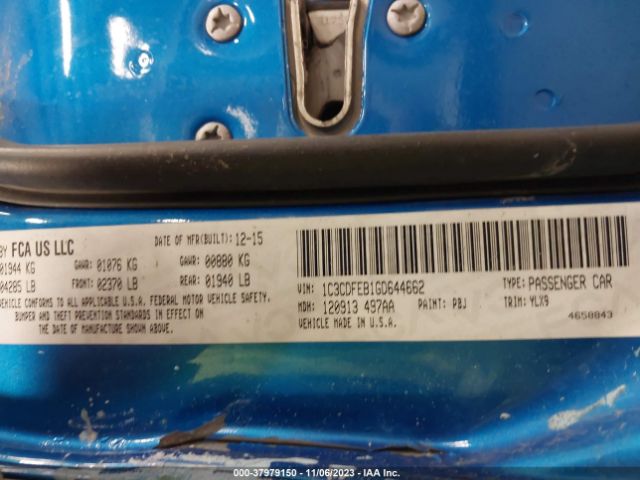 BY FCA US LLC
DATE OF MFR(BUILT): 12-15
01944 KG GAWR: 01076 KG GAWR: 00880 KG
04285 LB FRONT: 02370 LB REAR: 01940 LB
VEHICLE CONFORMS TO ALL APPLICABLE U.S.A. FEDERAL MOTOR VEHICLE SAFETY,
BUMPER AND THEFT PREVENTION STANDARDS IN EFFECT ON
THE DATE OF MANUFACTURE SHOWN ABOVE.
VIN: 1C3CDFEB1GD644662 TYPE: PASSENGER CAR
MDH: 120913 497AA PAINT: PBJ TRIM: YLX9
VEHICLE MADE IN U.S.A. 4658843
000-37979150 - 11/06/2023 - IAA Inc.